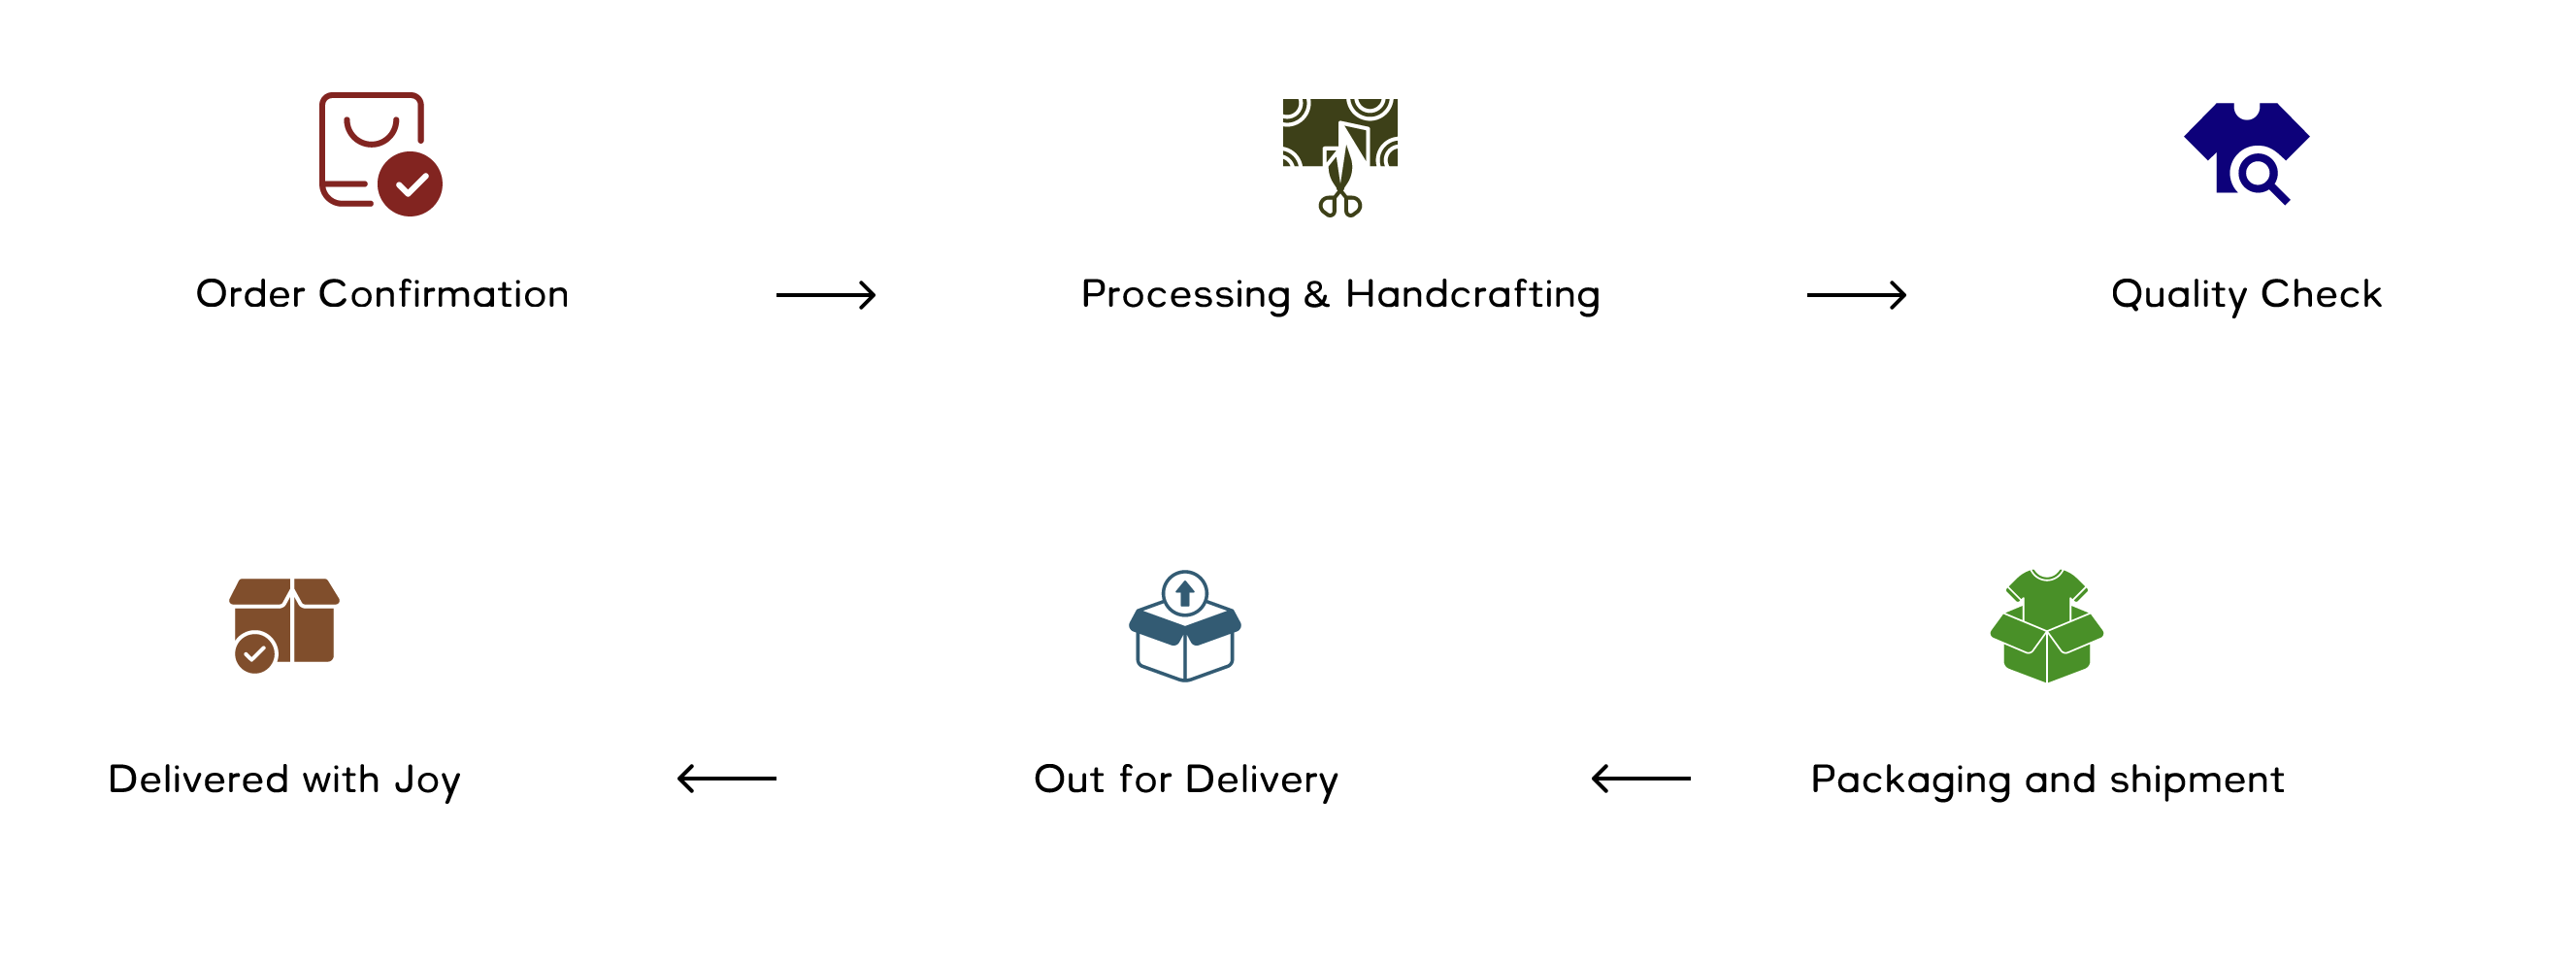 Order Confirmation
Processing & Handcrafting
Quality Check
Delivered with Joy
Out for Delivery
Packaging and shipment